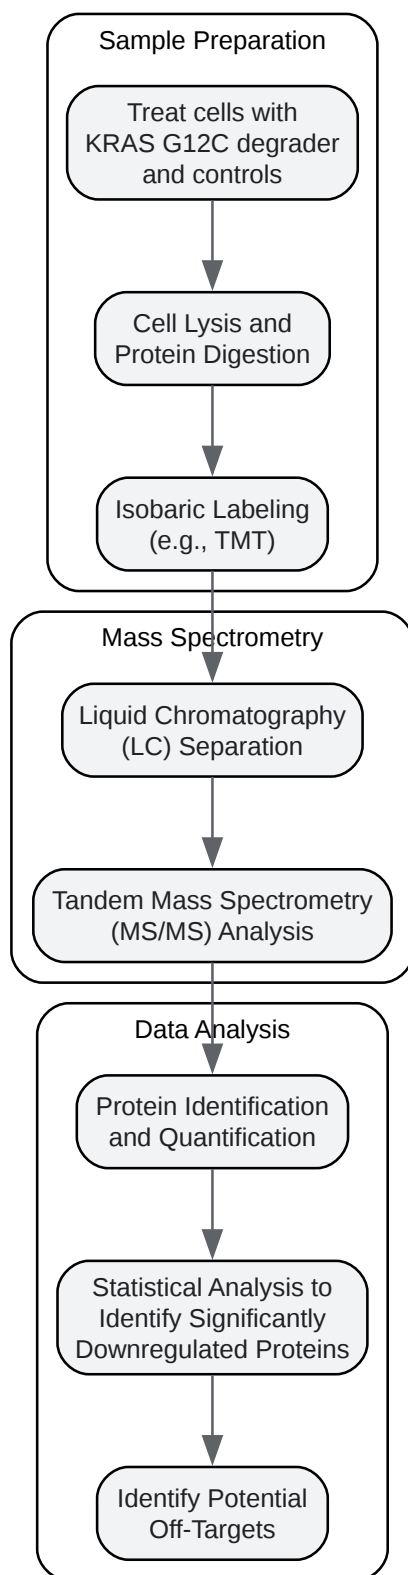 Sample Preparation
Treat cells with
KRAS G12C degrader
and controls
Cell Lysis and
Protein Digestion
Isobaric Labeling
(e.g., TMT)
Mass Spectrometry
Liquid Chromatography
(LC) Separation
Tandem Mass Spectrometry
(MS/MS) Analysis
Data Analysis
Protein Identification
and Quantification
Statistical Analysis to
Identify Significantly
Downregulated Proteins
Identify Potential
Off-Targets